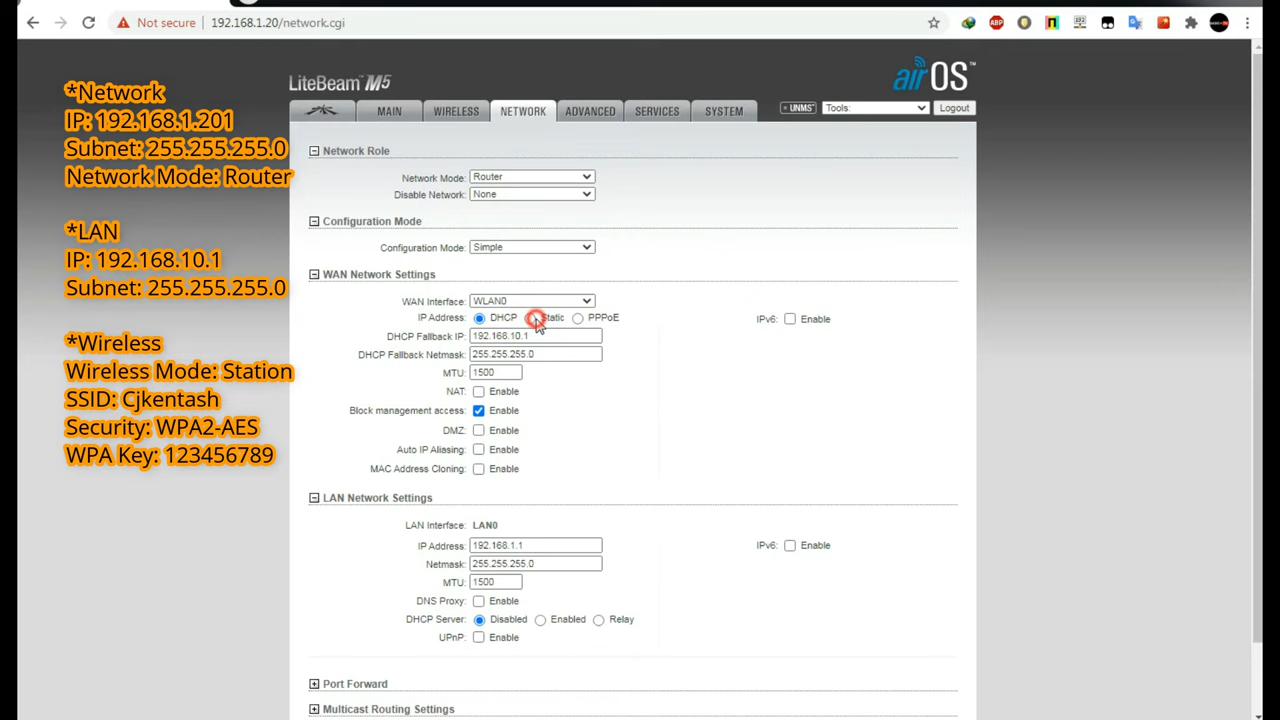 Not secure 192.168.1.20/network.cgi
ABP
LiteBeam M5
airOS™
MAIN WIRELESS NETWORK ADVANCED SERVICES SYSTEM UNMS™ Tools: Logout
*Network
IP: 192.168.1.201
Subnet: 255.255.255.0
Network Mode: Router
*LAN
IP: 192.168.10.1
Subnet: 255.255.255.0
*Wireless
Wireless Mode: Station
SSID: Cjkentash
Security: WPA2-AES
WPA Key: 123456789
Network Role
Network Mode: Router
Disable Network: None
Configuration Mode
Configuration Mode: Simple
WAN Network Settings
WAN Interface: WLAN0
IP Address: DHCP Static PPPoE IPv6: Enable
DHCP Fallback IP: 192.168.10.1
DHCP Fallback Netmask: 255.255.255.0
MTU: 1500
NAT: Enable
Block management access: Enable
DMZ: Enable
Auto IP Aliasing: Enable
MAC Address Cloning: Enable
LAN Network Settings
LAN Interface: LAN0
IP Address: 192.168.1.1 IPv6: Enable
Netmask: 255.255.255.0
MTU: 1500
DNS Proxy: Enable
DHCP Server: Disabled Enabled Relay
UPnP: Enable
Port Forward
Multicast Routing Settings